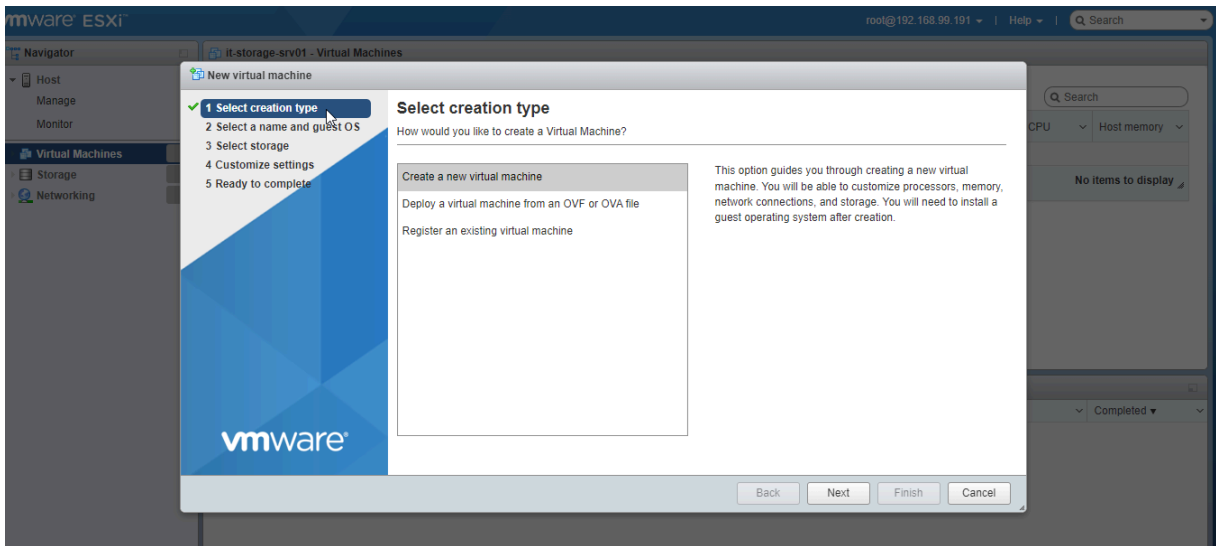 vmware ESXi™
root@192.168.99.191 | Help | Search
Navigator
it-storage-srv01 - Virtual Machines
Host
Manage
Monitor
Virtual Machines
Storage
Networking
Search
CPU Host memory
No items to display
Completed
New virtual machine
1 Select creation type
2 Select a name and guest OS
3 Select storage
4 Customize settings
5 Ready to complete
vmware®
Select creation type
How would you like to create a Virtual Machine?
Create a new virtual machine
Deploy a virtual machine from an OVF or OVA file
Register an existing virtual machine
This option guides you through creating a new virtual
machine. You will be able to customize processors, memory,
network connections, and storage. You will need to install a
guest operating system after creation.
Back Next Finish Cancel